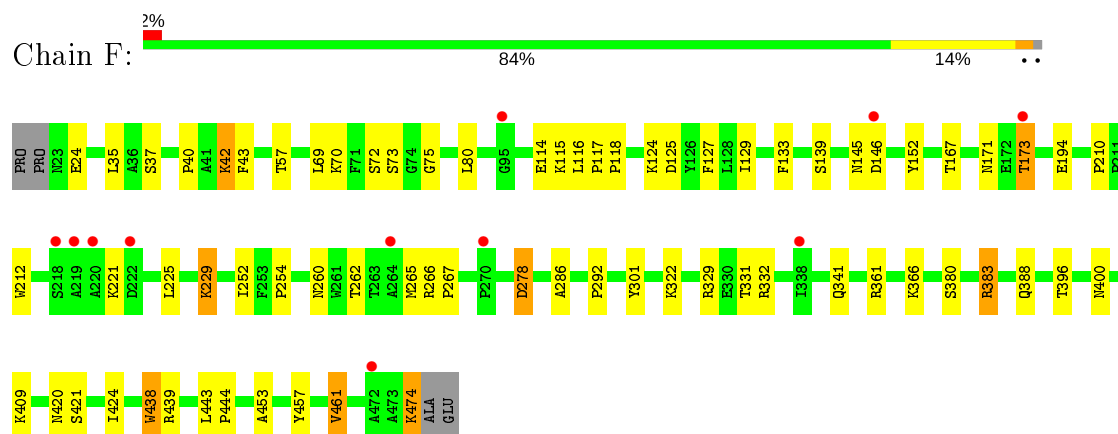 2%
Chain F:
84% 14% • •
PRO PRO N23 E24 L35 A36 S37 P40 A41 K42 F43 T57 L69 K70 F71 S72 S73 G74 G75 L80 G95 E114 K115 L116 P117 P118 K124 D125 Y126 F127 L128 I129 F133 S139 N145 D146 Y152 T167 N171 E172 T173 E194 P210 P211
W212 S218 A219 A220 K221 D222 L225 K229 I252 F253 P254 N260 W261 T262 T263 A264 M265 R266 P267 P270 D278 A286 P292 Y301 K322 R329 E330 T331 R332 I338 Q341 R361 K366 S380 R383 Q388 T396 N400
K409 N420 S421 I424 W438 R439 L443 P444 A453 Y457 V461 A472 A473 K474 ALA GLU